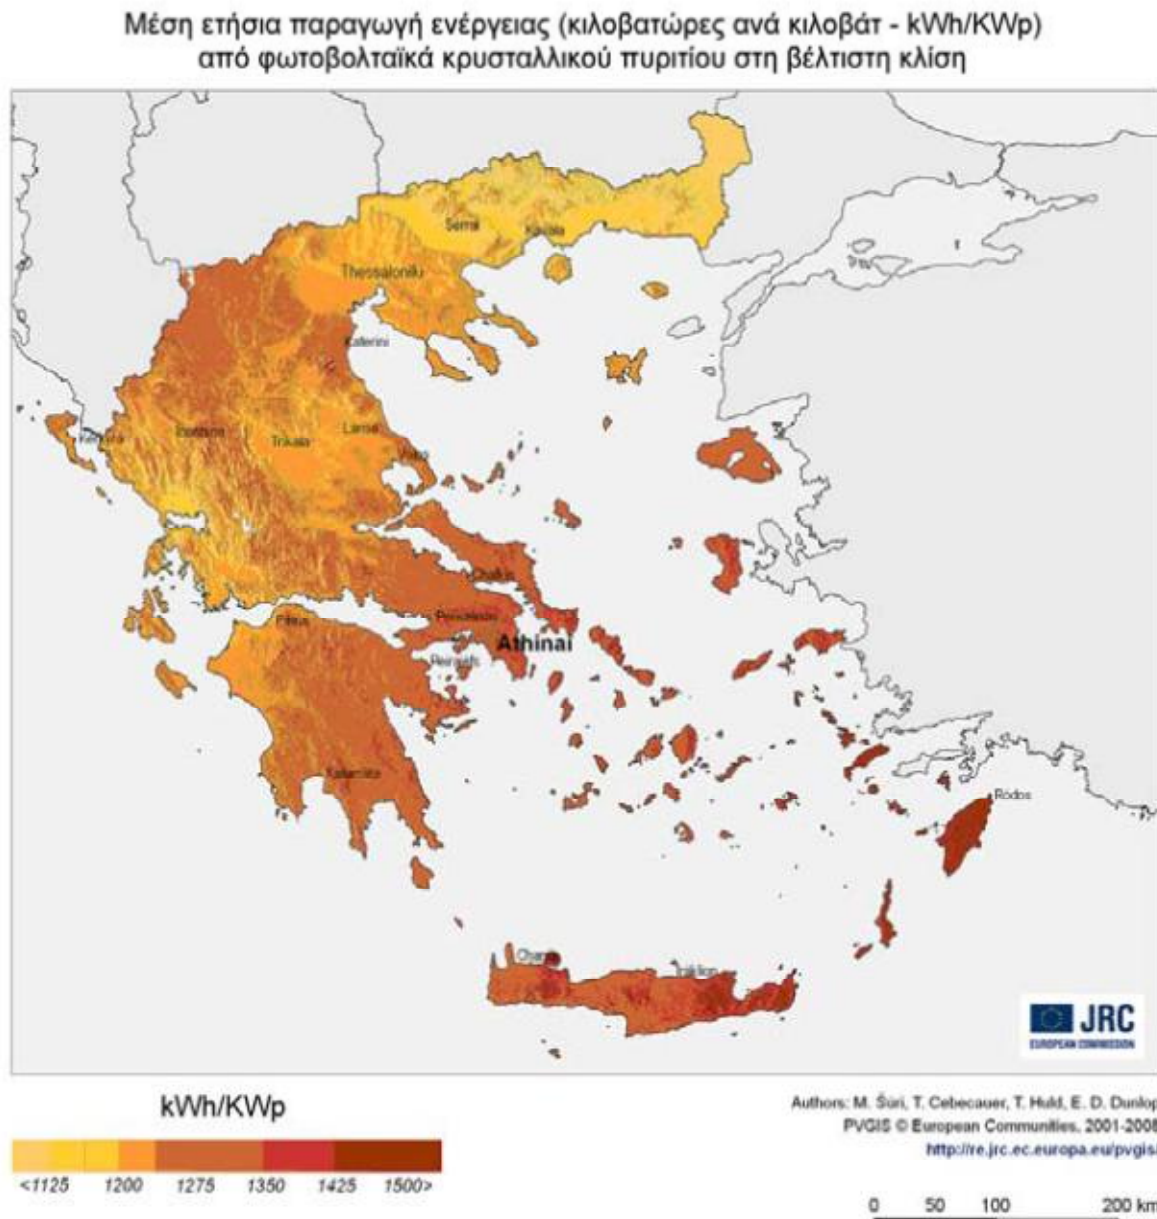 Μέση ετήσια παραγωγή ενέργειας (κιλοβατώρες ανά κιλοβάτ - kWh/KWp)
από φωτοβολταϊκά κρυσταλλικού πυριτίου στη βέλτιστη κλίση
Serrai
Kavala
Thessaloniki
Katerini
Kerkyra
Ioannina
Trikala
Larisa
Volos
Chalkis
Patrus
Athinai
Peiraiefs
Kalamata
Rodos
Chania
Iraklion
JRC
EUROPEAN COMMISSION
kWh/KWp
<1125 1200 1275 1350 1425 1500>
Authors: M. Šúri, T. Cebecauer, T. Huld, E. D. Dunlop
PVGIS © European Communities, 2001-2008
http://re.jrc.ec.europa.eu/pvgis/
0 50 100 200 km